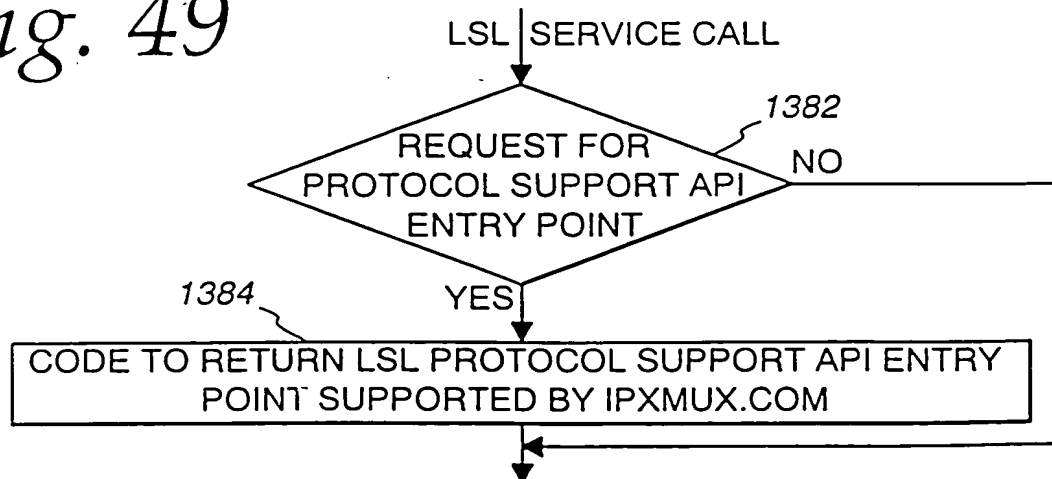 49
LSL SERVICE CALL
1382
REQUEST FOR
PROTOCOL SUPPORT API
ENTRY POINT
NO
YES
1384
CODE TO RETURN LSL PROTOCOL SUPPORT API ENTRY
POINT SUPPORTED BY IPXMUX.COM